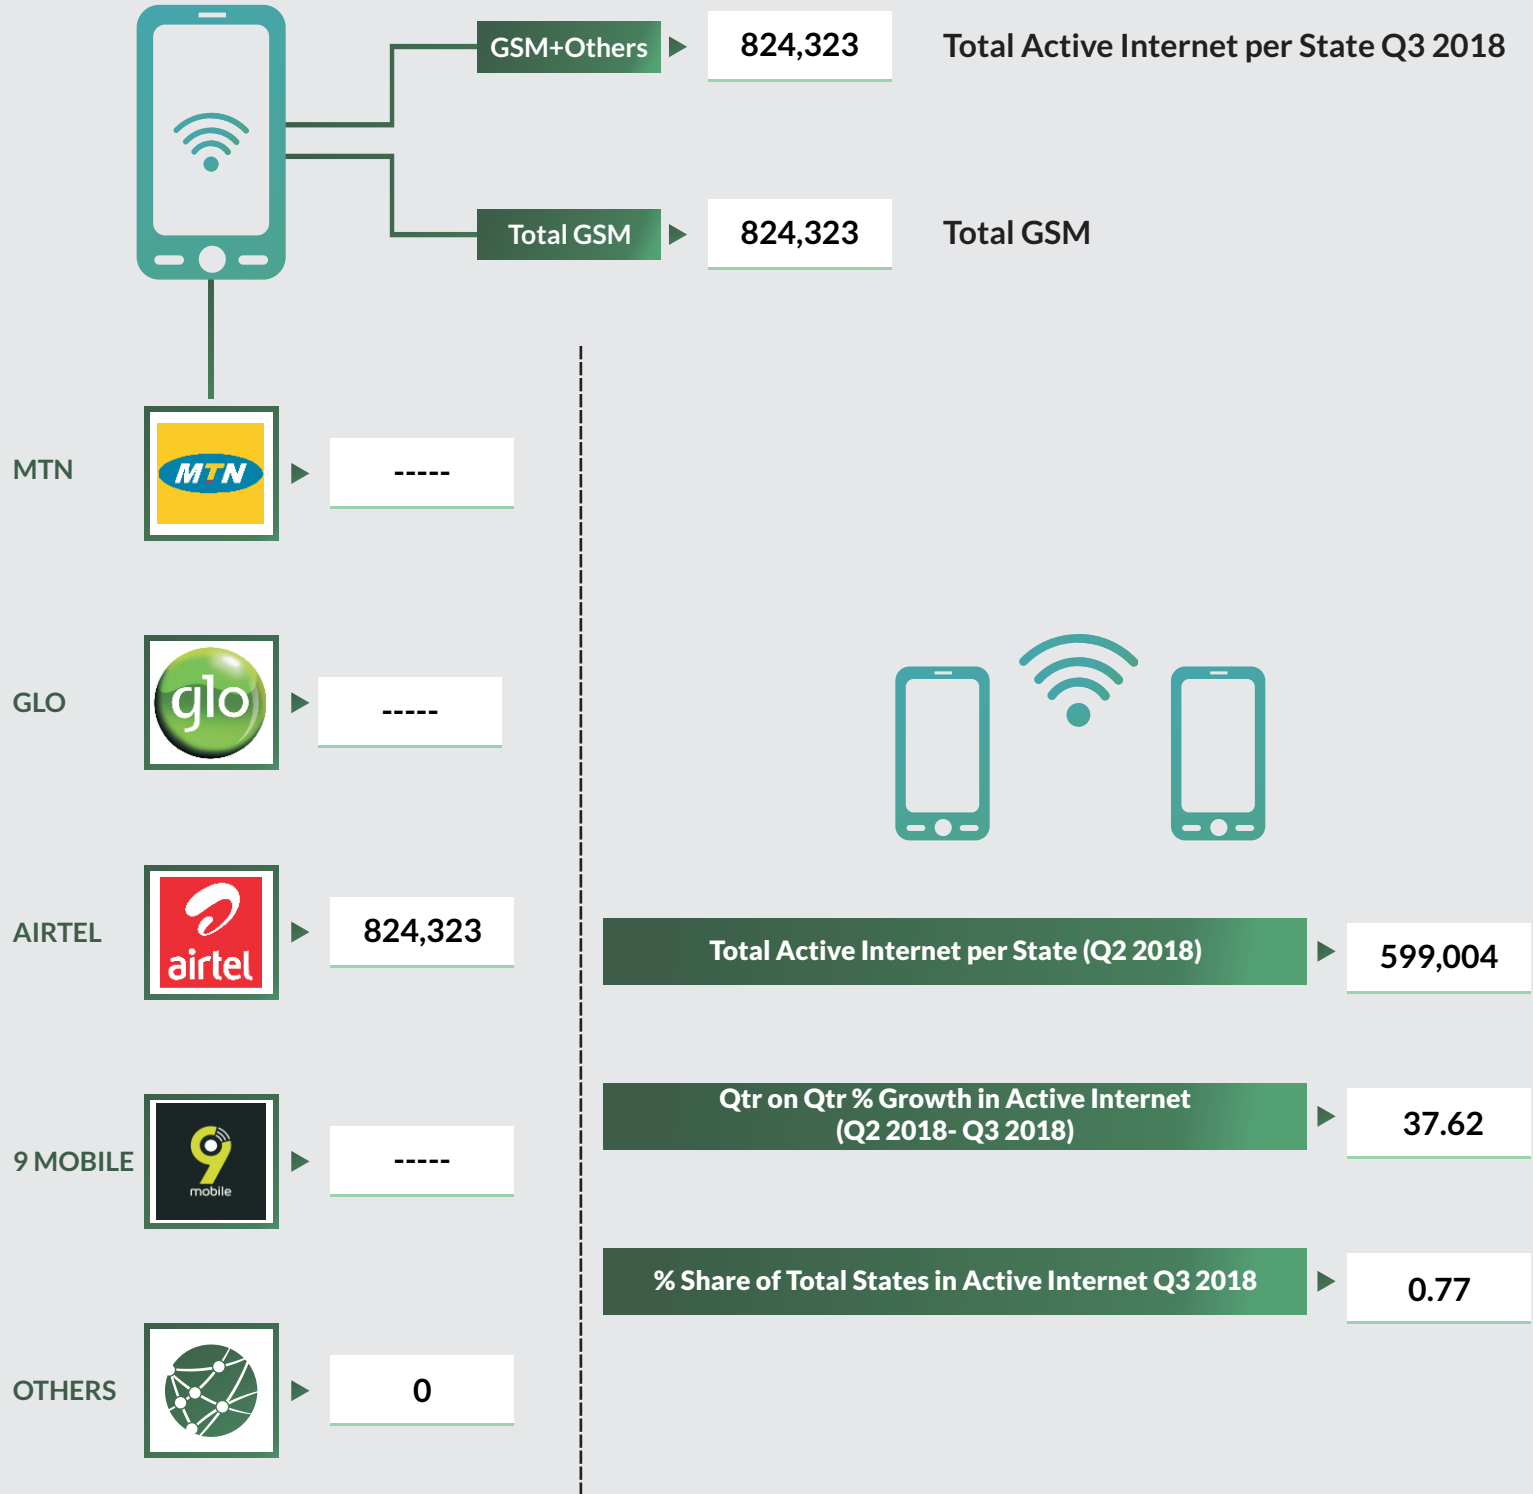 GSM+Others
824,323
Total Active Internet per State Q3 2018
Total GSM
824,323
Total GSM
MTN
MTN
-----
GLO
glo
-----
AIRTEL
airtel
824,323
9 MOBILE
9
mobile
-----
OTHERS
0
Total Active Internet per State (Q2 2018)
599,004
Qtr on Qtr % Growth in Active Internet
(Q2 2018- Q3 2018)
37.62
% Share of Total States in Active Internet Q3 2018
0.77